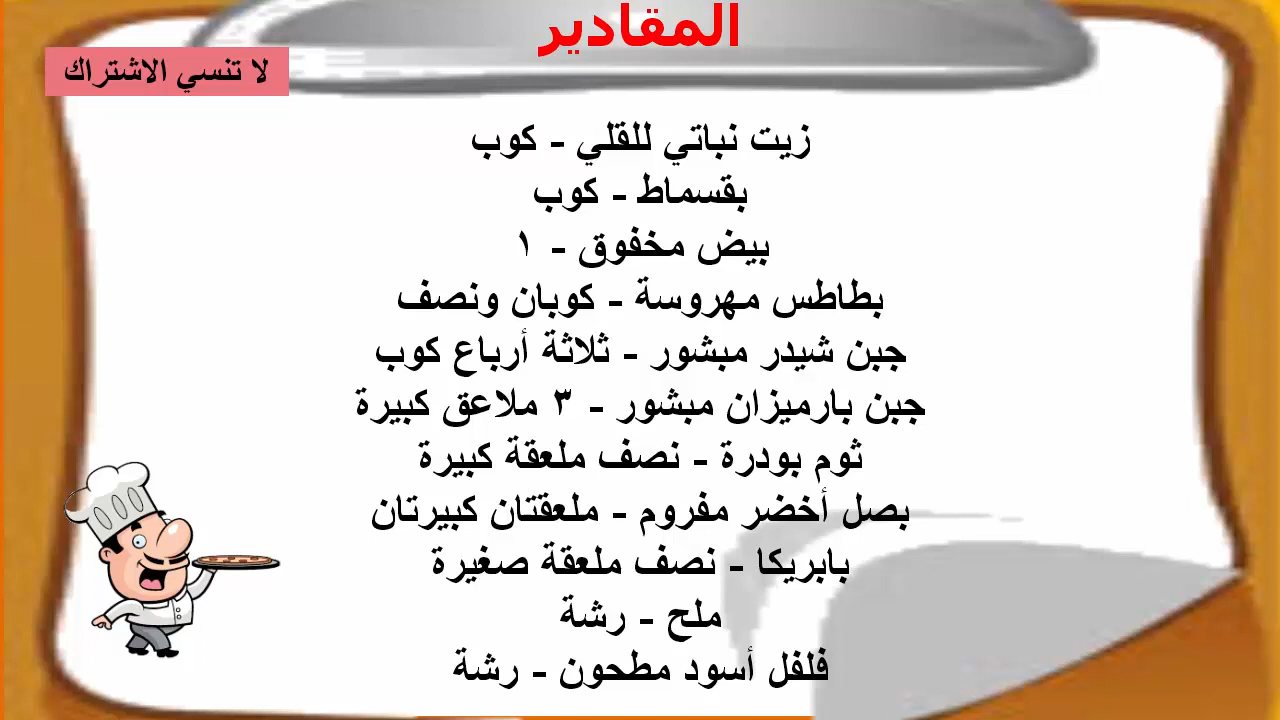 المقادير
لا تنسي الاشتراك
زيت نباتي للقلي - كوب
بقسماط - كوب
بيض مخفوق - ١
بطاطس مهروسة - كوبان ونصف
جبن شيدر مبشور - ثلاثة أرباع كوب
جبن بارميزان مبشور - ٣ ملاعق كبيرة
ثوم بودرة - نصف ملعقة كبيرة
بصل أخضر مفروم - ملعقتان كبيرتان
بابريكا - نصف ملعقة صغيرة
ملح - رشة
فلفل أسود مطحون - رشة